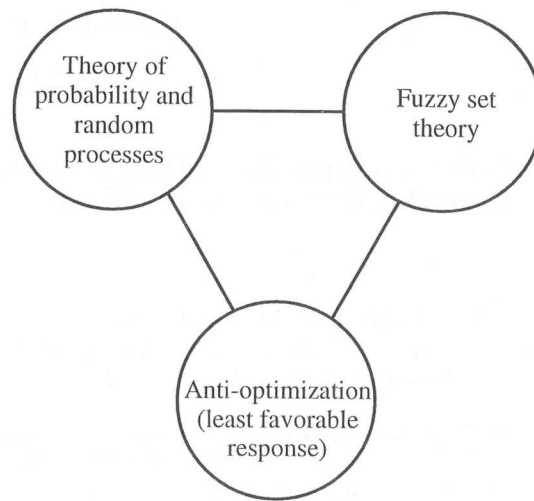 Theory of
probability and
random
processes
Fuzzy set
theory
Anti-optimization
(least favorable
response)